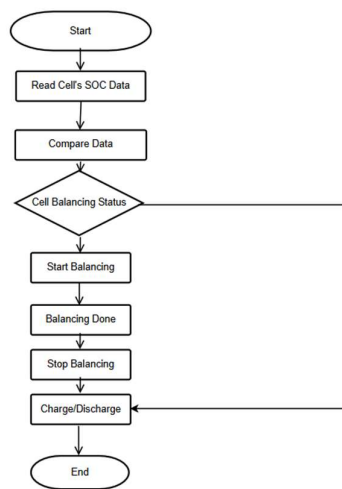 Start
Read Cell's SOC Data
Compare Data
Cell Balancing Status
Start Balancing
Balancing Done
Stop Balancing
Charge/Discharge
End